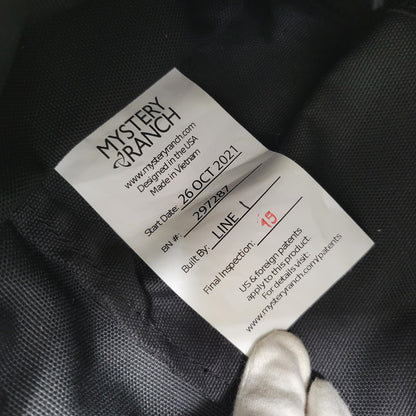 MYSTERY
RANCH
www.mysteryranch.com
Designed in the USA
Made in Vietnam
Start Date: 26 OCT 2021
BN #: 297287
Built By: LINE 1
Final Inspection: 15
US & foreign patents
apply to this product.
For details visit:
www.mysteryranch.com/patents